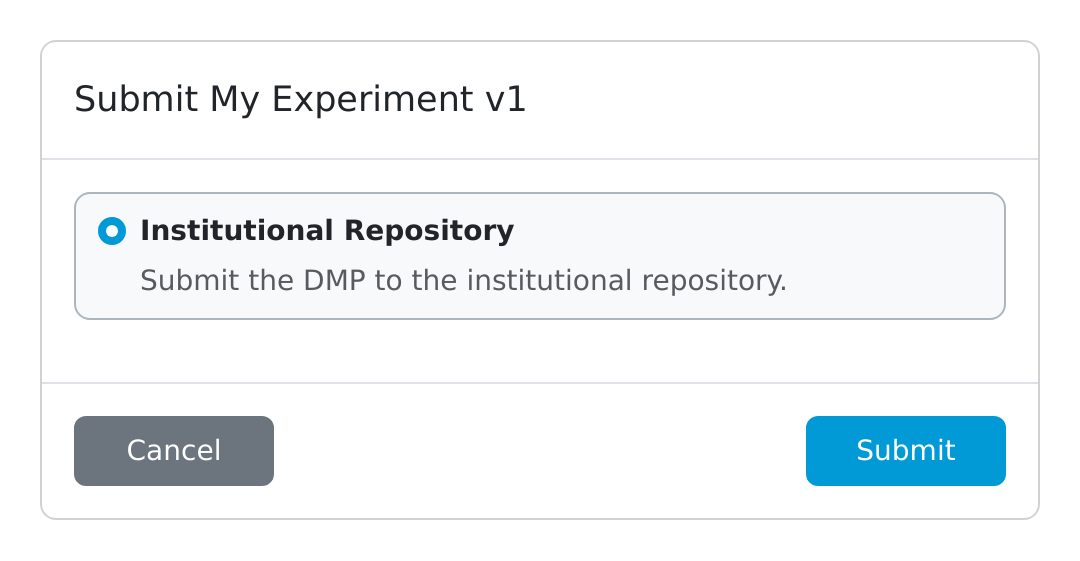 Submit My Experiment v1
Institutional Repository
Submit the DMP to the institutional repository.
Cancel
Submit